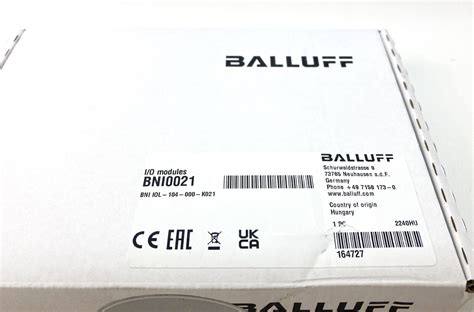 BALLUFF
I/O modules
BNI0021
BNI IOL-104-000-K021
BALLUFF
Schurwaldstrasse 9
73765 Neuhausen a.d.F.
Germany
Phone +49 7158 173-0
www.balluff.com
Country of origin
Hungary
1 PC 2240HU
164727
CE EAC UK CA
BALLUFF